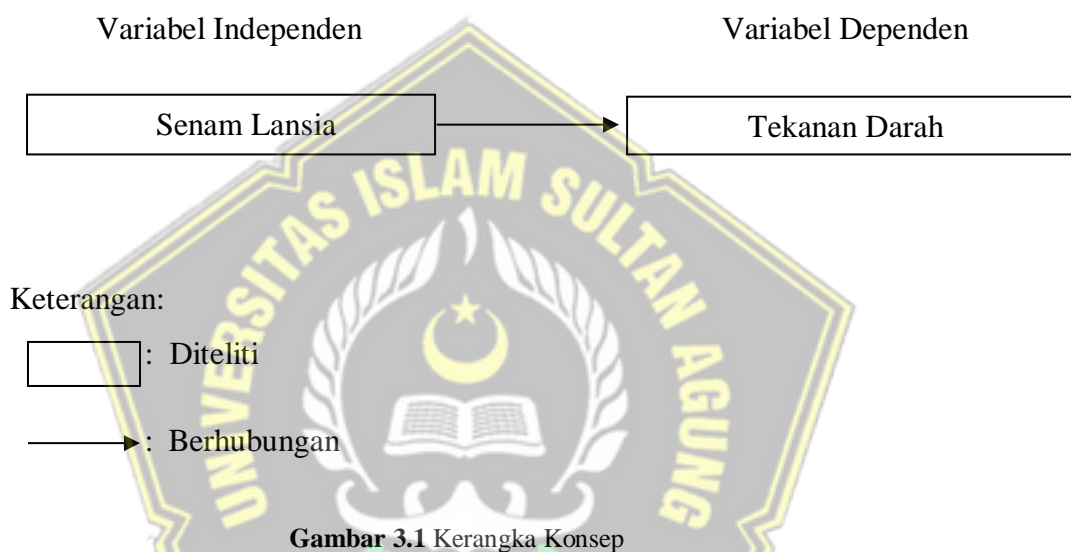 Variabel Independen Variabel Dependen
Senam Lansia Tekanan Darah
UNIVERSITAS ISLAM SULTAN AGUNG
Keterangan:
: Diteliti
: Berhubungan
Gambar 3.1 Kerangka Konsep